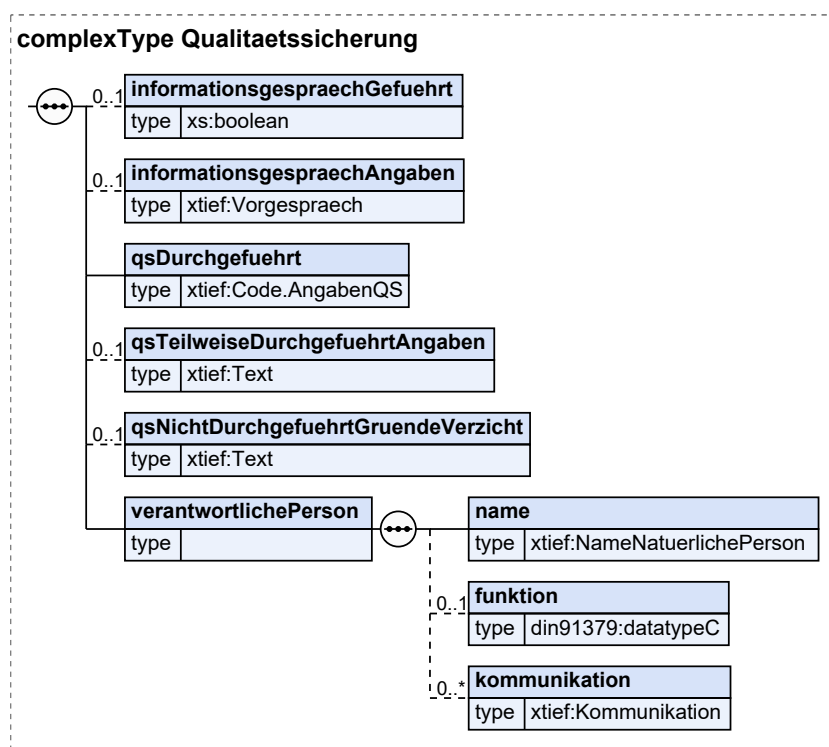 complexType Qualitaetssicherung
0..1
informationsgespraechGefuehrt
type xs:boolean
0..1
informationsgespraechAngaben
type xtief:Vorgespraech
qsDurchgefuehrt
type xtief:Code.AngabenQS
0..1
qsTeilweiseDurchgefuehrtAngaben
type xtief:Text
0..1
qsNichtDurchgefuehrtGruendeVerzicht
type xtief:Text
verantwortlichePerson
type
name
type xtief:NameNatuerlichePerson
0..1
funktion
type din91379:datatypeC
0..*
kommunikation
type xtief:Kommunikation